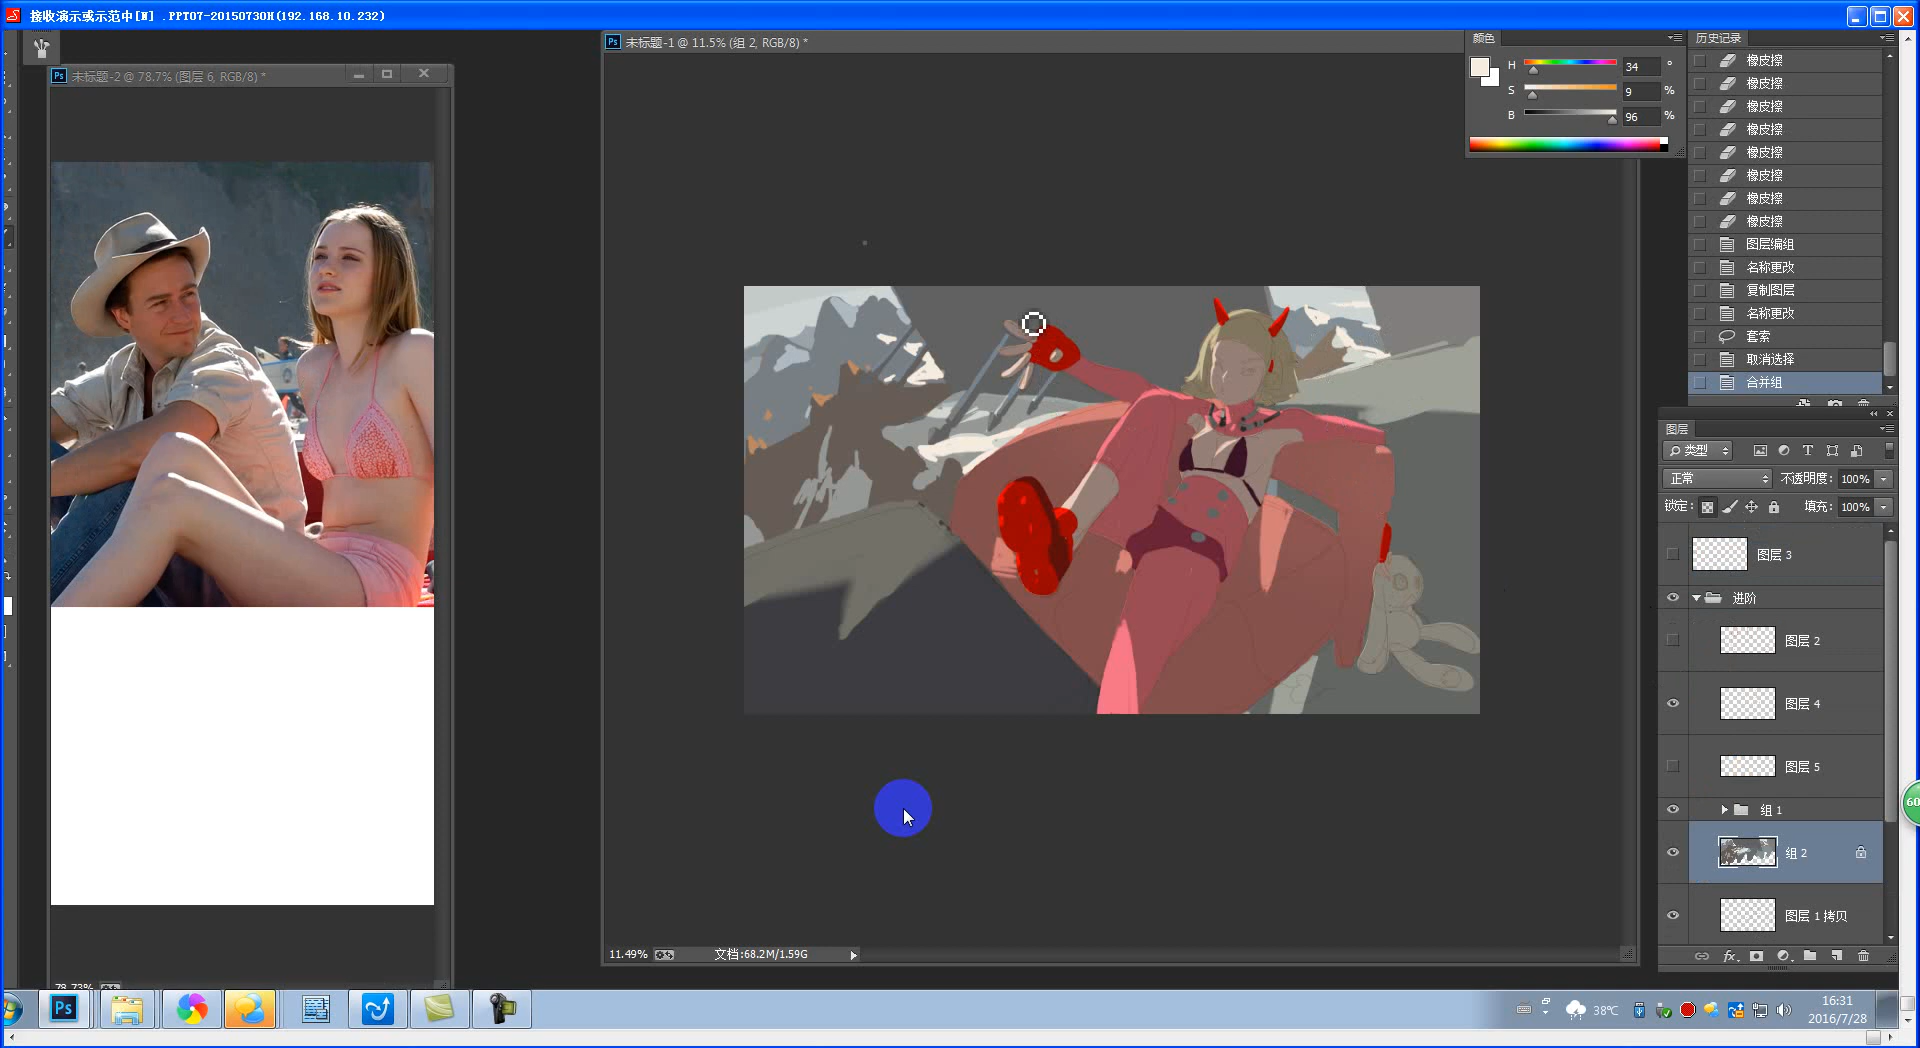 接收演示或示范中[N] .PPT07-20150730H(192.168.10.232)
Ps 未标题-2 @ 78.7% (图层 6, RGB/8) *
Ps 未标题-1 @ 11.5% (组 2, RGB/8) *
颜色
H 34 °
S 9 %
B 96 %
历史记录
橡皮擦
橡皮擦
橡皮擦
橡皮擦
橡皮擦
橡皮擦
橡皮擦
橡皮擦
图层编组
名称更改
复制图层
名称更改
套索
取消选择
合并组
图层
类型
正常 不透明度: 100%
锁定: 填充: 100%
图层 3
进阶
图层 2
图层 4
图层 5
组 1
组 2
图层 1 拷贝
fx
60
11.49% 文档:68.2M/1.59G
78.73%
Ps
38℃
16:31
2016/7/28